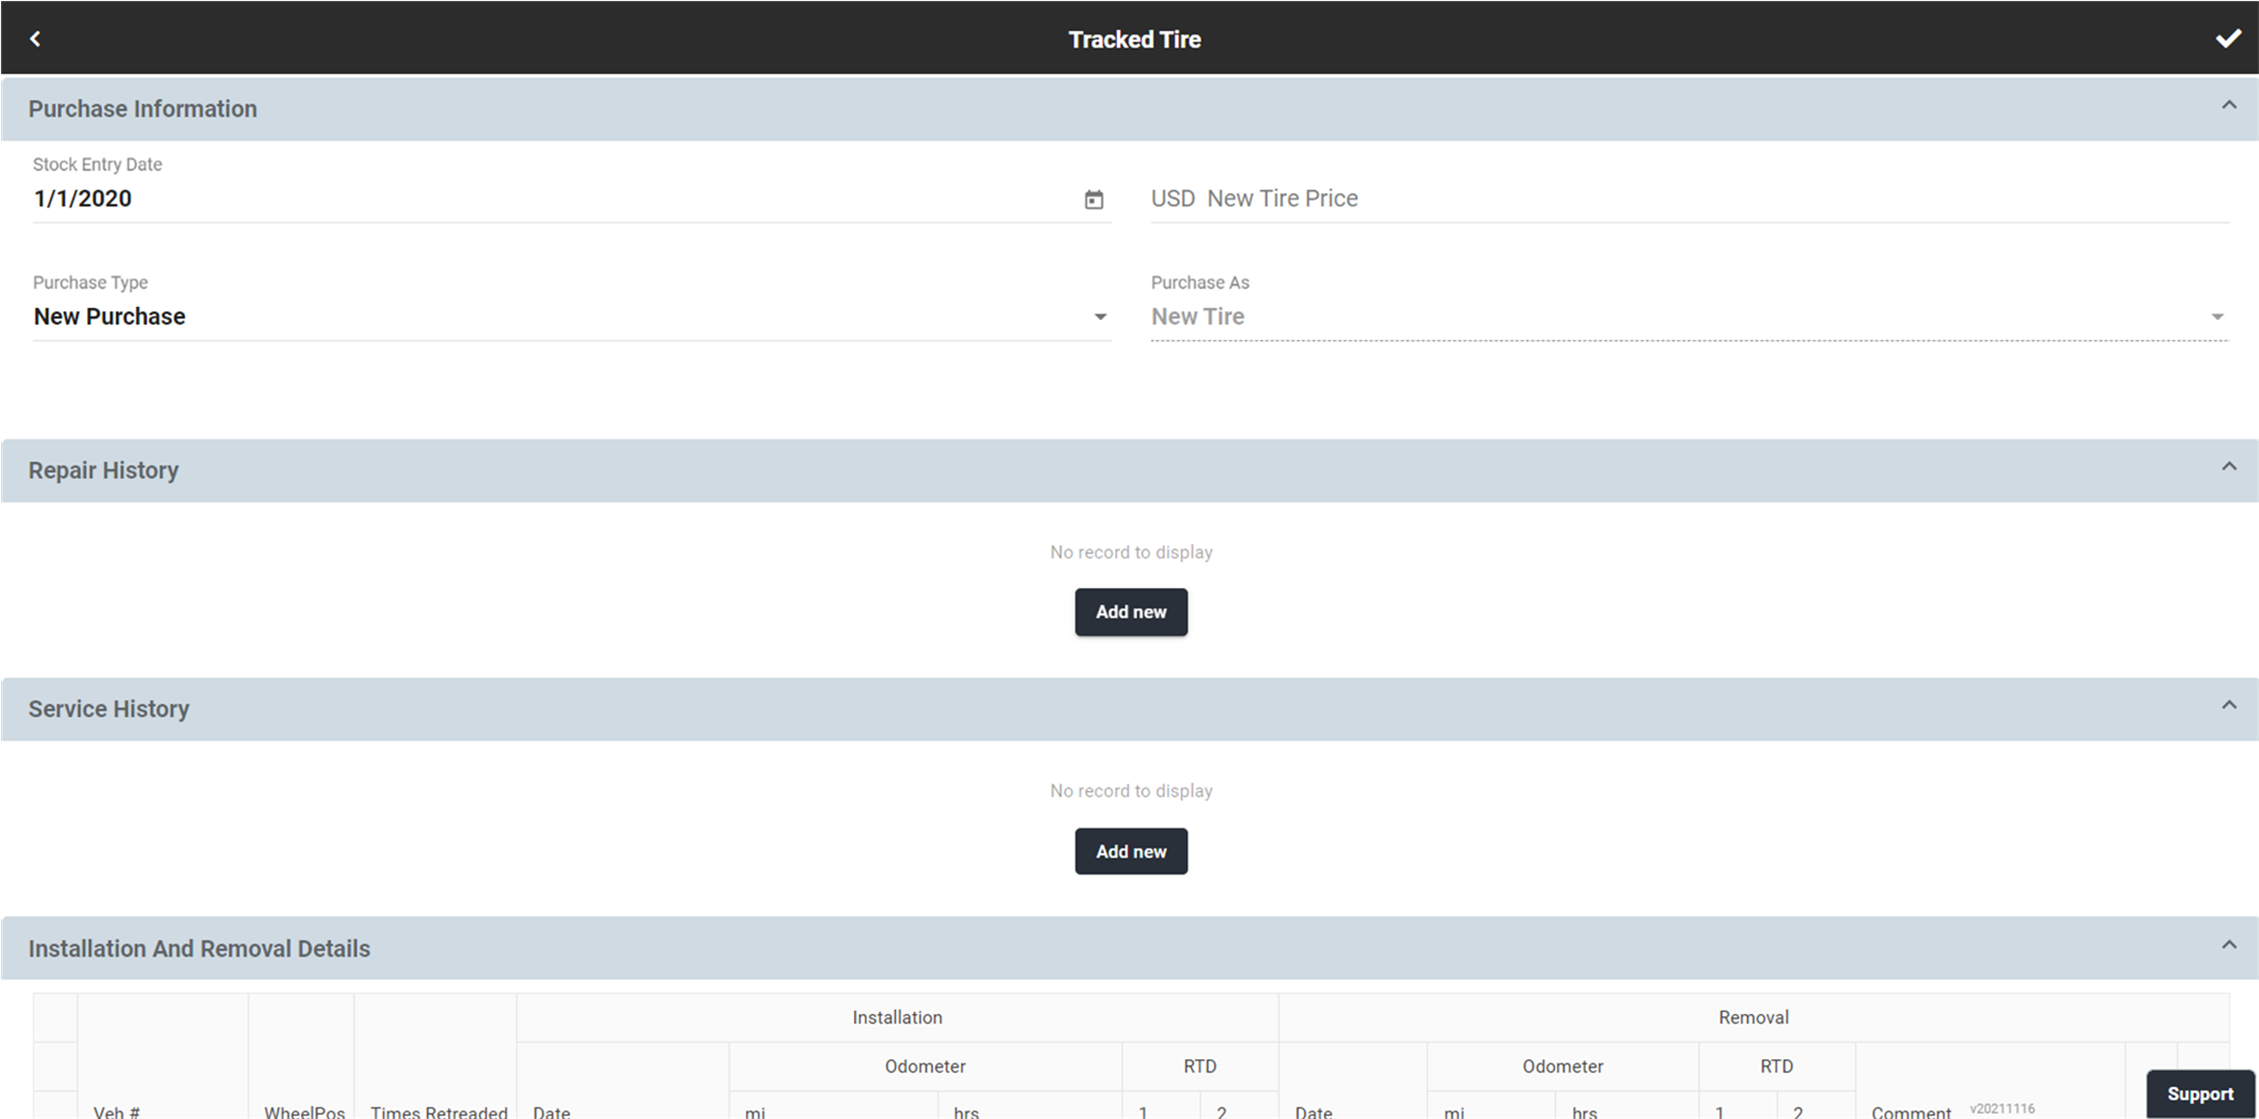 Tracked Tire
Purchase Information
Stock Entry Date
1/1/2020
USD New Tire Price
Purchase Type
New Purchase
Purchase As
New Tire
Repair History
No record to display
Add new
Service History
No record to display
Add new
Installation And Removal Details
Installation Removal
Odometer RTD Odometer RTD
Veh # WheelPos Times Retreaded Date mi hrs 1 2 Date mi hrs 1 2 Comment
v20211116
Support